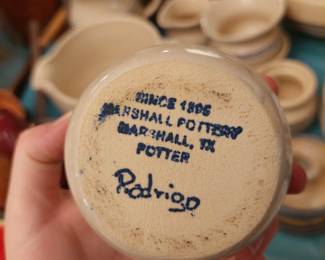 SINCE 1895
MARSHALL POTTERY
MARSHALL, TX
POTTER
Rodrigo